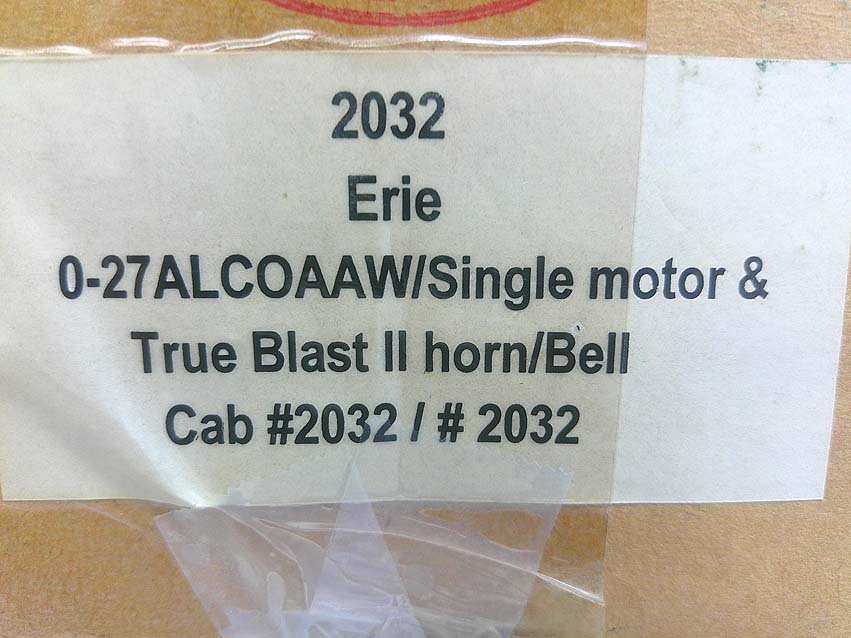 2032
Erie
0-27ALCOAAW/Single motor &
True Blast II horn/Bell
Cab #2032 / # 2032